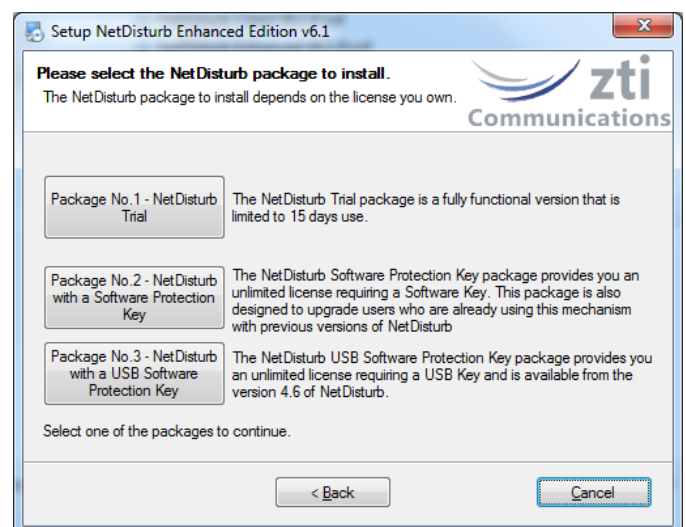 Setup NetDisturb Enhanced Edition v6.1
x
Please select the NetDisturb package to install.
The NetDisturb package to install depends on the license you own.
zti
Communications
Package No.1 - NetDisturb
Trial
The NetDisturb Trial package is a fully functional version that is
limited to 15 days use.
Package No.2 - NetDisturb
with a Software Protection
Key
The NetDisturb Software Protection Key package provides you an
unlimited license requiring a Software Key. This package is also
designed to upgrade users who are already using this mechanism
with previous versions of NetDisturb
Package No.3 - NetDisturb
with a USB Software
Protection Key
The NetDisturb USB Software Protection Key package provides you
an unlimited license requiring a USB Key and is available from the
version 4.6 of NetDisturb.
Select one of the packages to continue.
< Back
Cancel